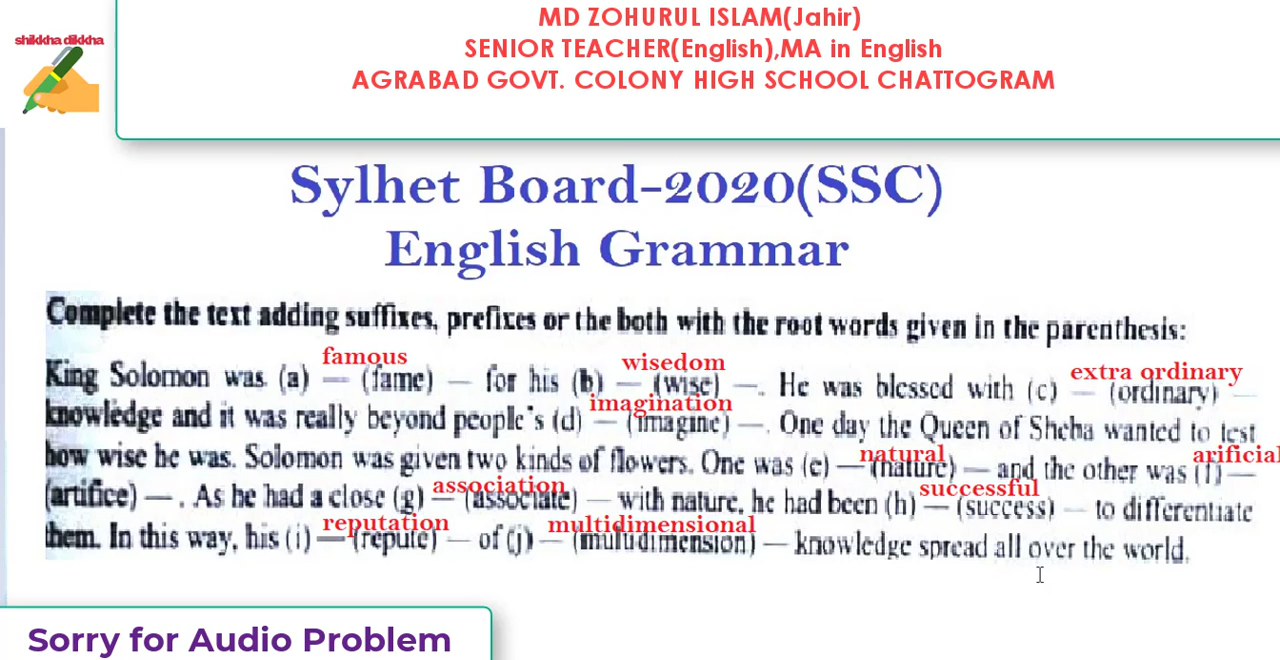 shikkha dikkha
MD ZOHURUL ISLAM(Jahir)
SENIOR TEACHER(English),MA in English
AGRABAD GOVT. COLONY HIGH SCHOOL CHATTOGRAM
Sylhet Board-2020(SSC)
English Grammar
Complete the text adding suffixes, prefixes or the both with the root words given in the parenthesis:
famous wisedom extra ordinary
King Solomon was (a) — (fame) — for his (b) — (wise) —. He was blessed with (c) — (ordinary) —
imagination
knowledge and it was really beyond people's (d) — (imagine) —. One day the Queen of Sheba wanted to test
natural arificial
how wise he was. Solomon was given two kinds of flowers. One was (e) — (nature) — and the other was (f) —
association successful
(artifice) — . As he had a close (g) — (associate) — with nature, he had been (h) — (success) — to differentiate
reputation multidimensional
them. In this way, his (i) — (repute) — of (j) — (multidimension) — knowledge spread all over the world.
Sorry for Audio Problem